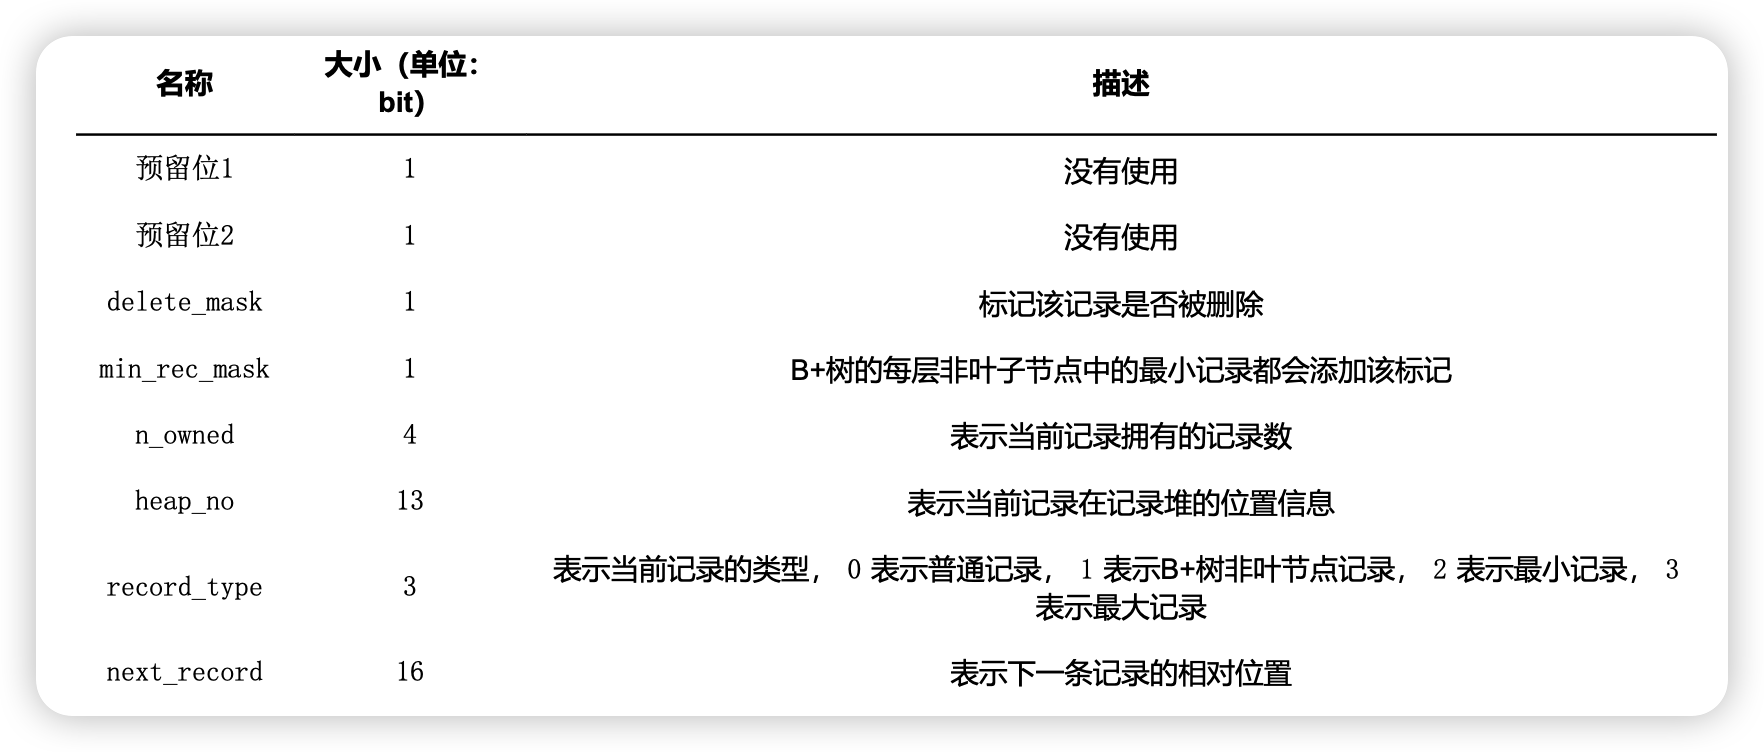 名称 大小（单位： 描述
bit）
预留位1 1 没有使用
预留位2 1 没有使用
delete_mask 1 标记该记录是否被删除
min_rec_mask 1 B+树的每层非叶子节点中的最小记录都会添加该标记
n_owned 4 表示当前记录拥有的记录数
heap_no 13 表示当前记录在记录堆的位置信息
record_type 3 表示当前记录的类型， 0 表示普通记录， 1 表示B+树非叶节点记录， 2 表示最小记录， 3
表示最大记录
next_record 16 表示下一条记录的相对位置